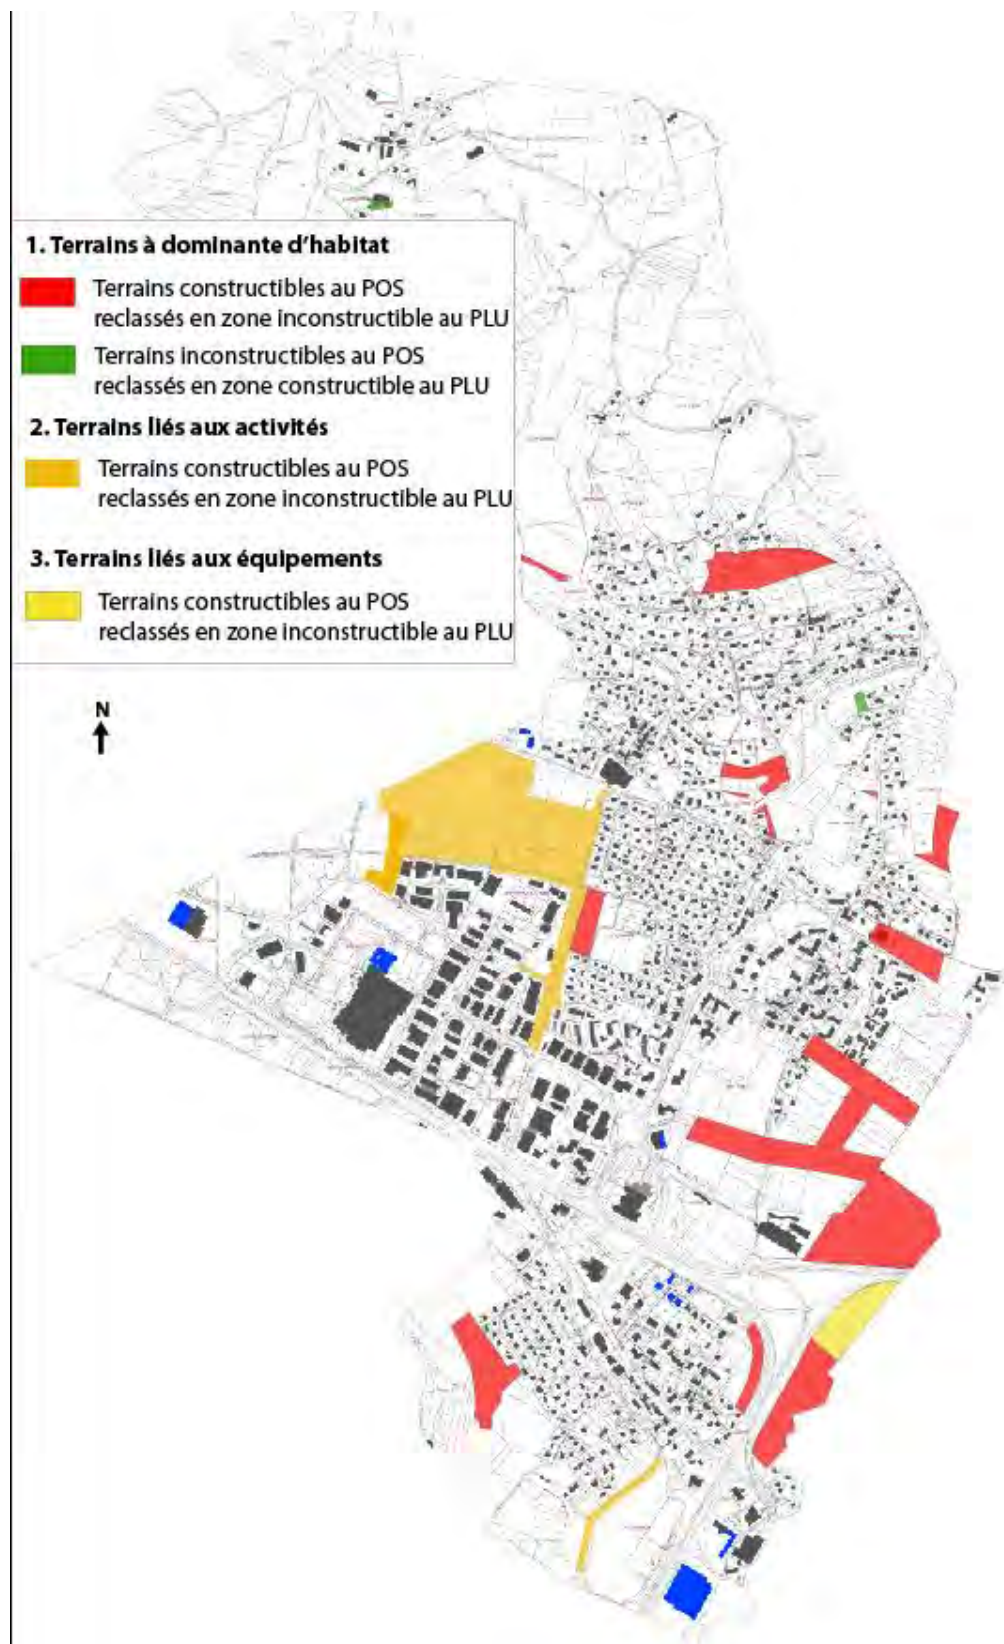 1. Terrains à dominante d'habitat
Terrains constructibles au POS
reclassés en zone inconstructible au PLU
Terrains inconstructibles au POS
reclassés en zone constructible au PLU
2. Terrains liés aux activités
Terrains constructibles au POS
reclassés en zone inconstructible au PLU
3. Terrains liés aux équipements
Terrains constructibles au POS
reclassés en zone inconstructible au PLU
N